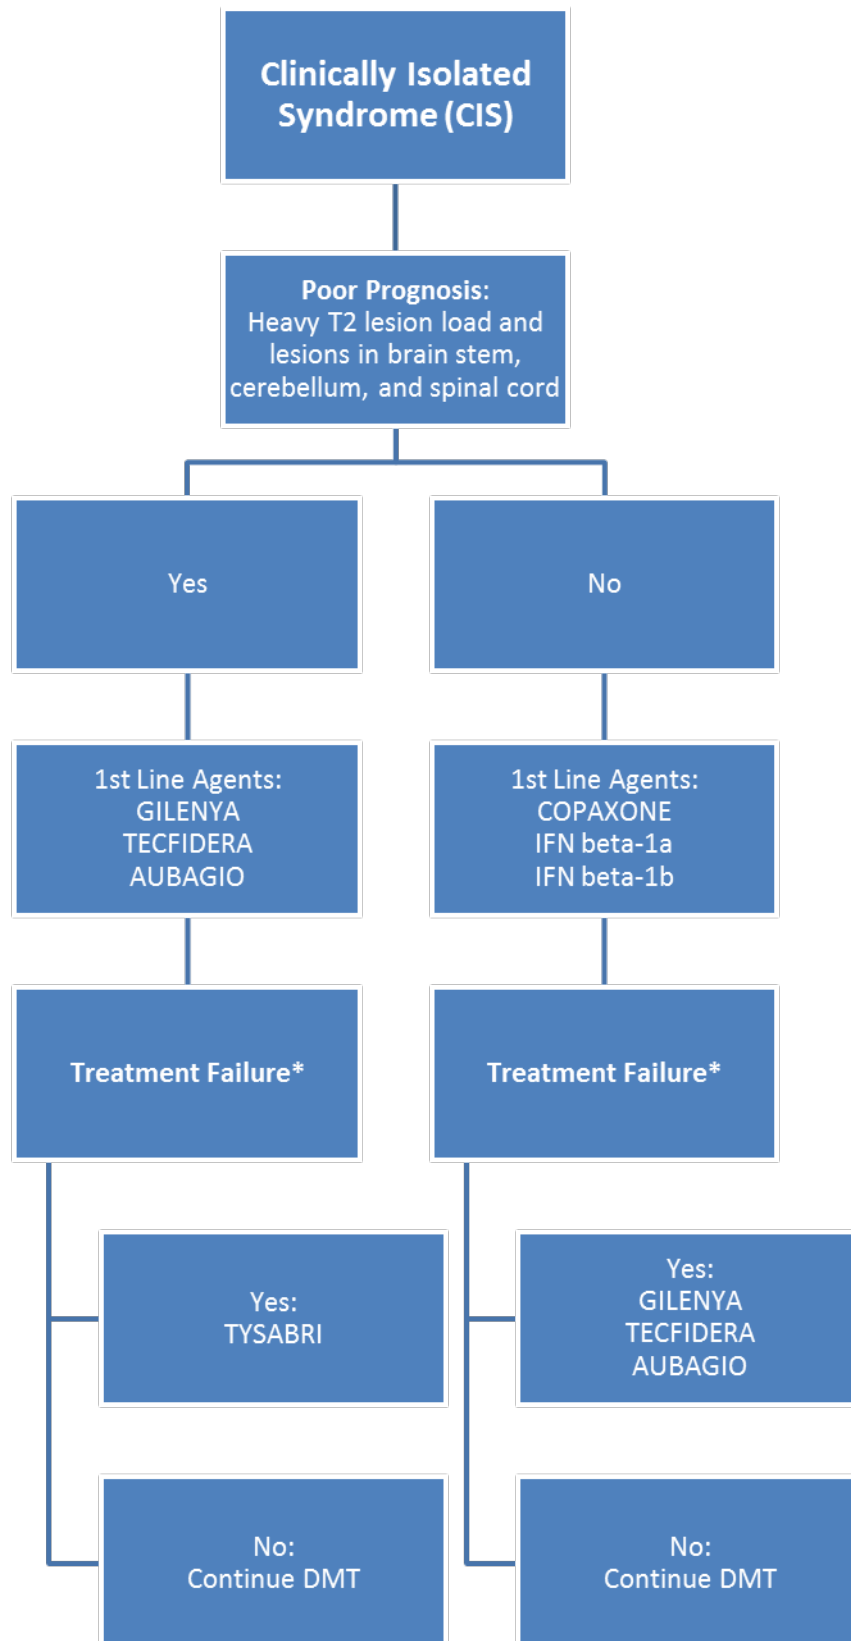 Clinically Isolated
Syndrome (CIS)
Poor Prognosis:
Heavy T2 lesion load and
lesions in brain stem,
cerebellum, and spinal cord
Yes
No
1st Line Agents:
GILENYA
TECFIDERA
AUBAGIO
1st Line Agents:
COPAXONE
IFN beta-1a
IFN beta-1b
Treatment Failure*
Treatment Failure*
Yes:
TYSABRI
Yes:
GILENYA
TECFIDERA
AUBAGIO
No:
Continue DMT
No:
Continue DMT